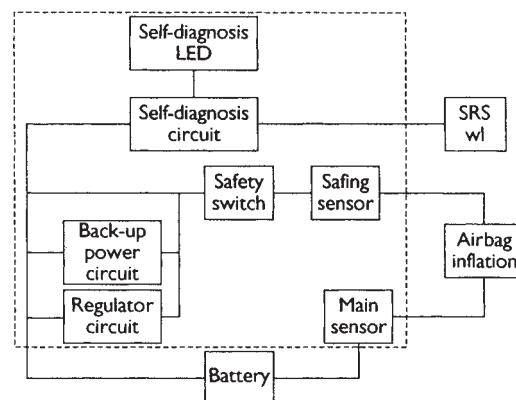 Self-diagnosis
LED
Self-diagnosis
circuit
SRS
wl
Safety
switch
Safing
sensor
Back-up
power
circuit
Airbag
inflation
Regulator
circuit
Main
sensor
Battery